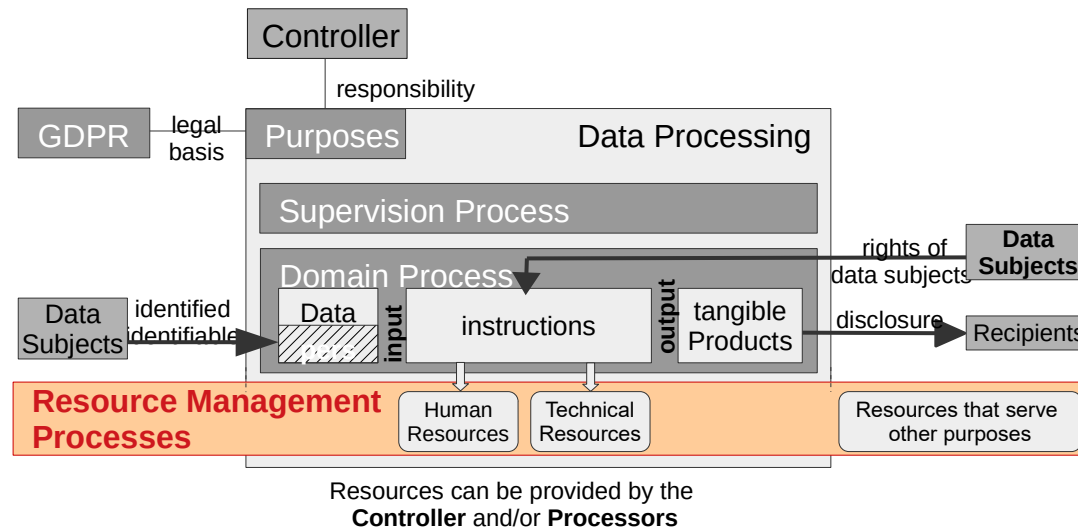 Controller
responsibility
GDPR
legal
basis
Purposes
Data Processing
Supervision Process
Domain Process
rights of
data subjects
Data
Subjects
Data
Subjects
identified
identifiable
Data
input
instructions
output
tangible
Products
disclosure
Recipients
Resource Management
Processes
Human
Resources
Technical
Resources
Resources that serve
other purposes
Resources can be provided by the
Controller and/or Processors